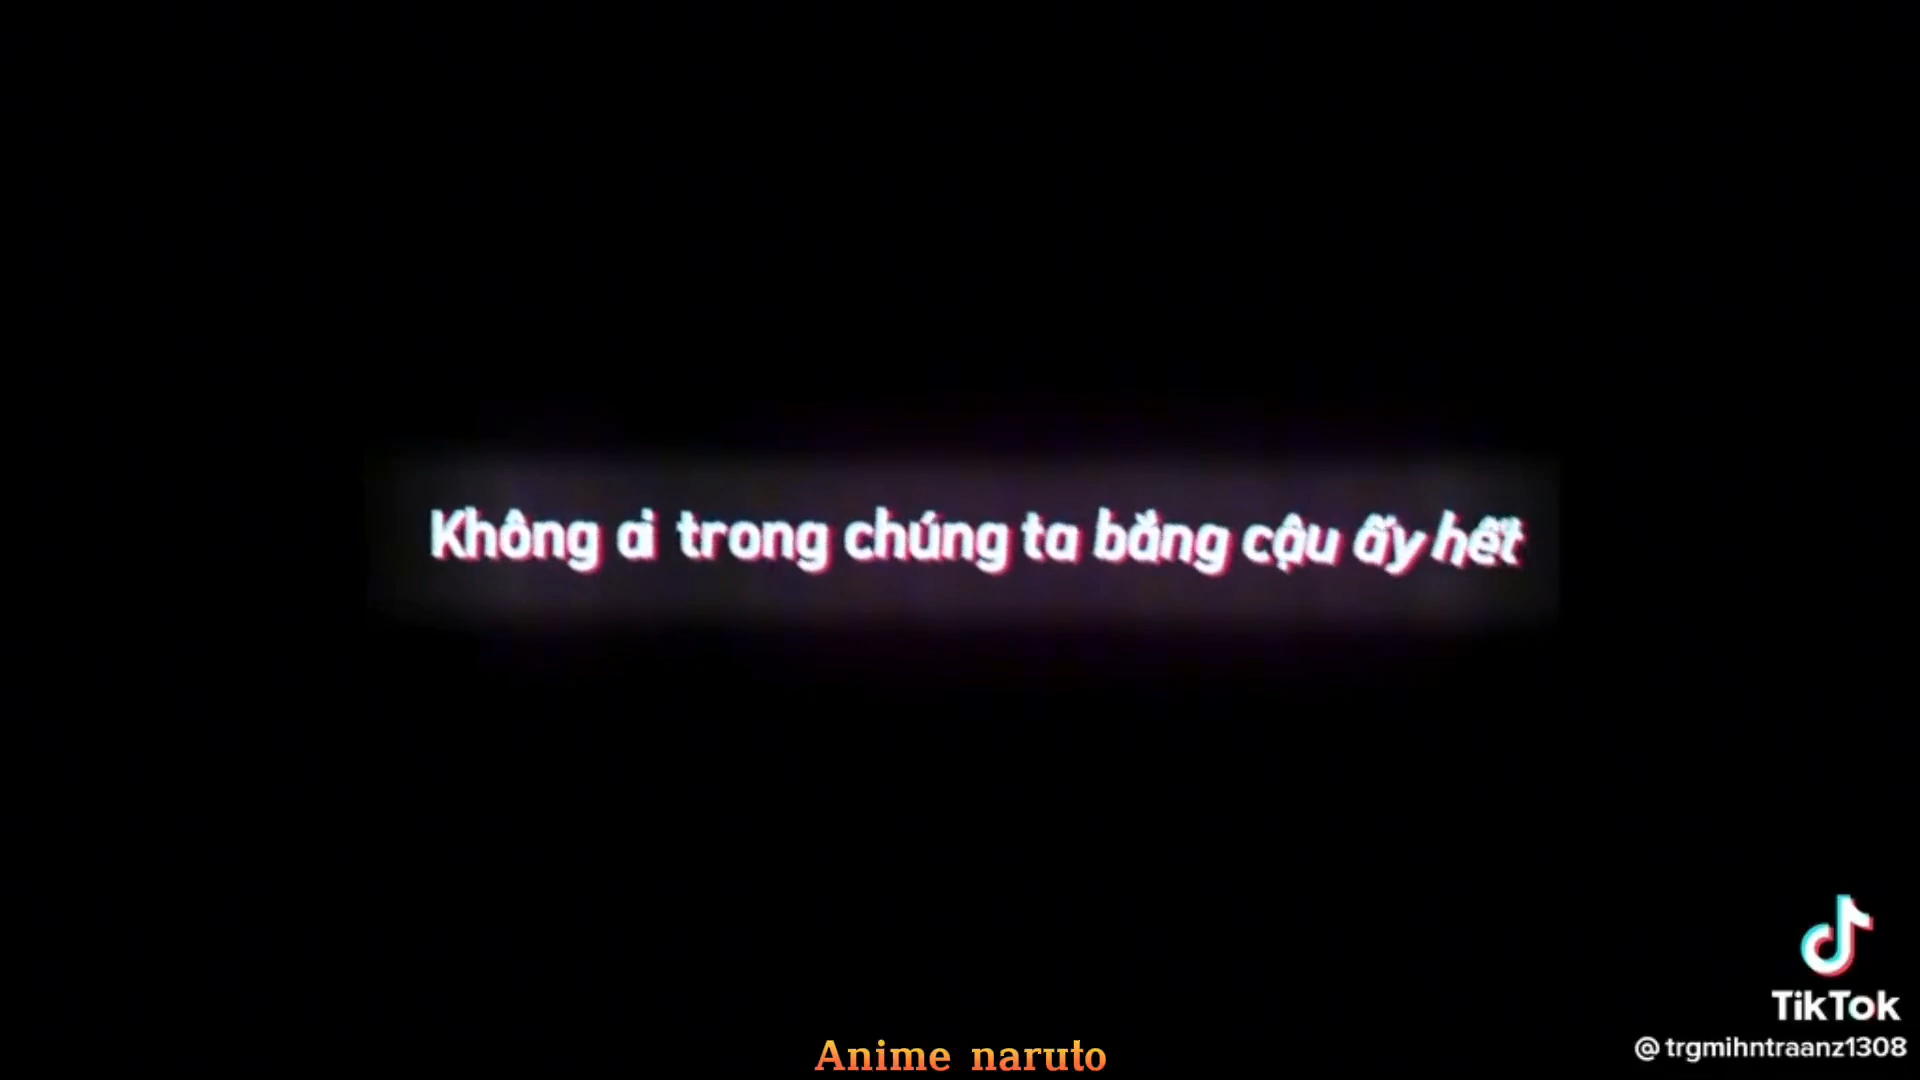 Không ai trong chúng ta bằng cậu ấy hết
TikTok
@trgmihntraanz1308
Anime naruto